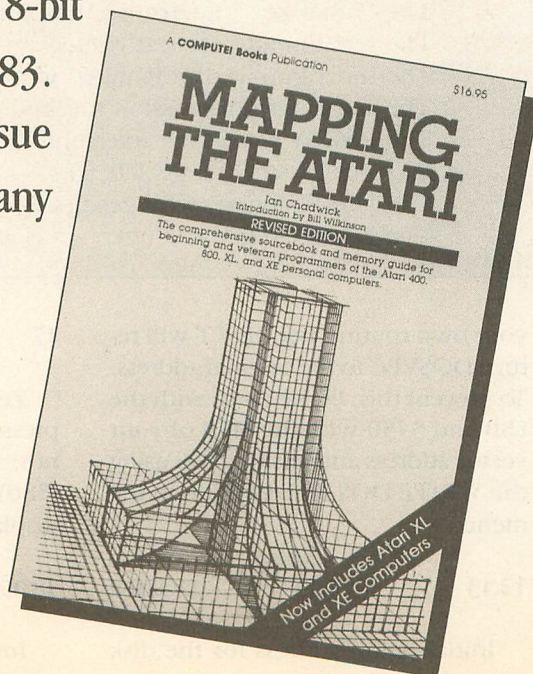 8-bit
83.
sue
any
A COMPUTE! Books Publication
$16.95
MAPPING
THE ATARI
Ian Chadwick
Introduction by Bill Wilkinson
REVISED EDITION
The comprehensive sourcebook and memory guide for
beginning and veteran programmers of the Atari 400,
800, XL, and XE personal computers.
Now Includes Atari XL
and XE Computers